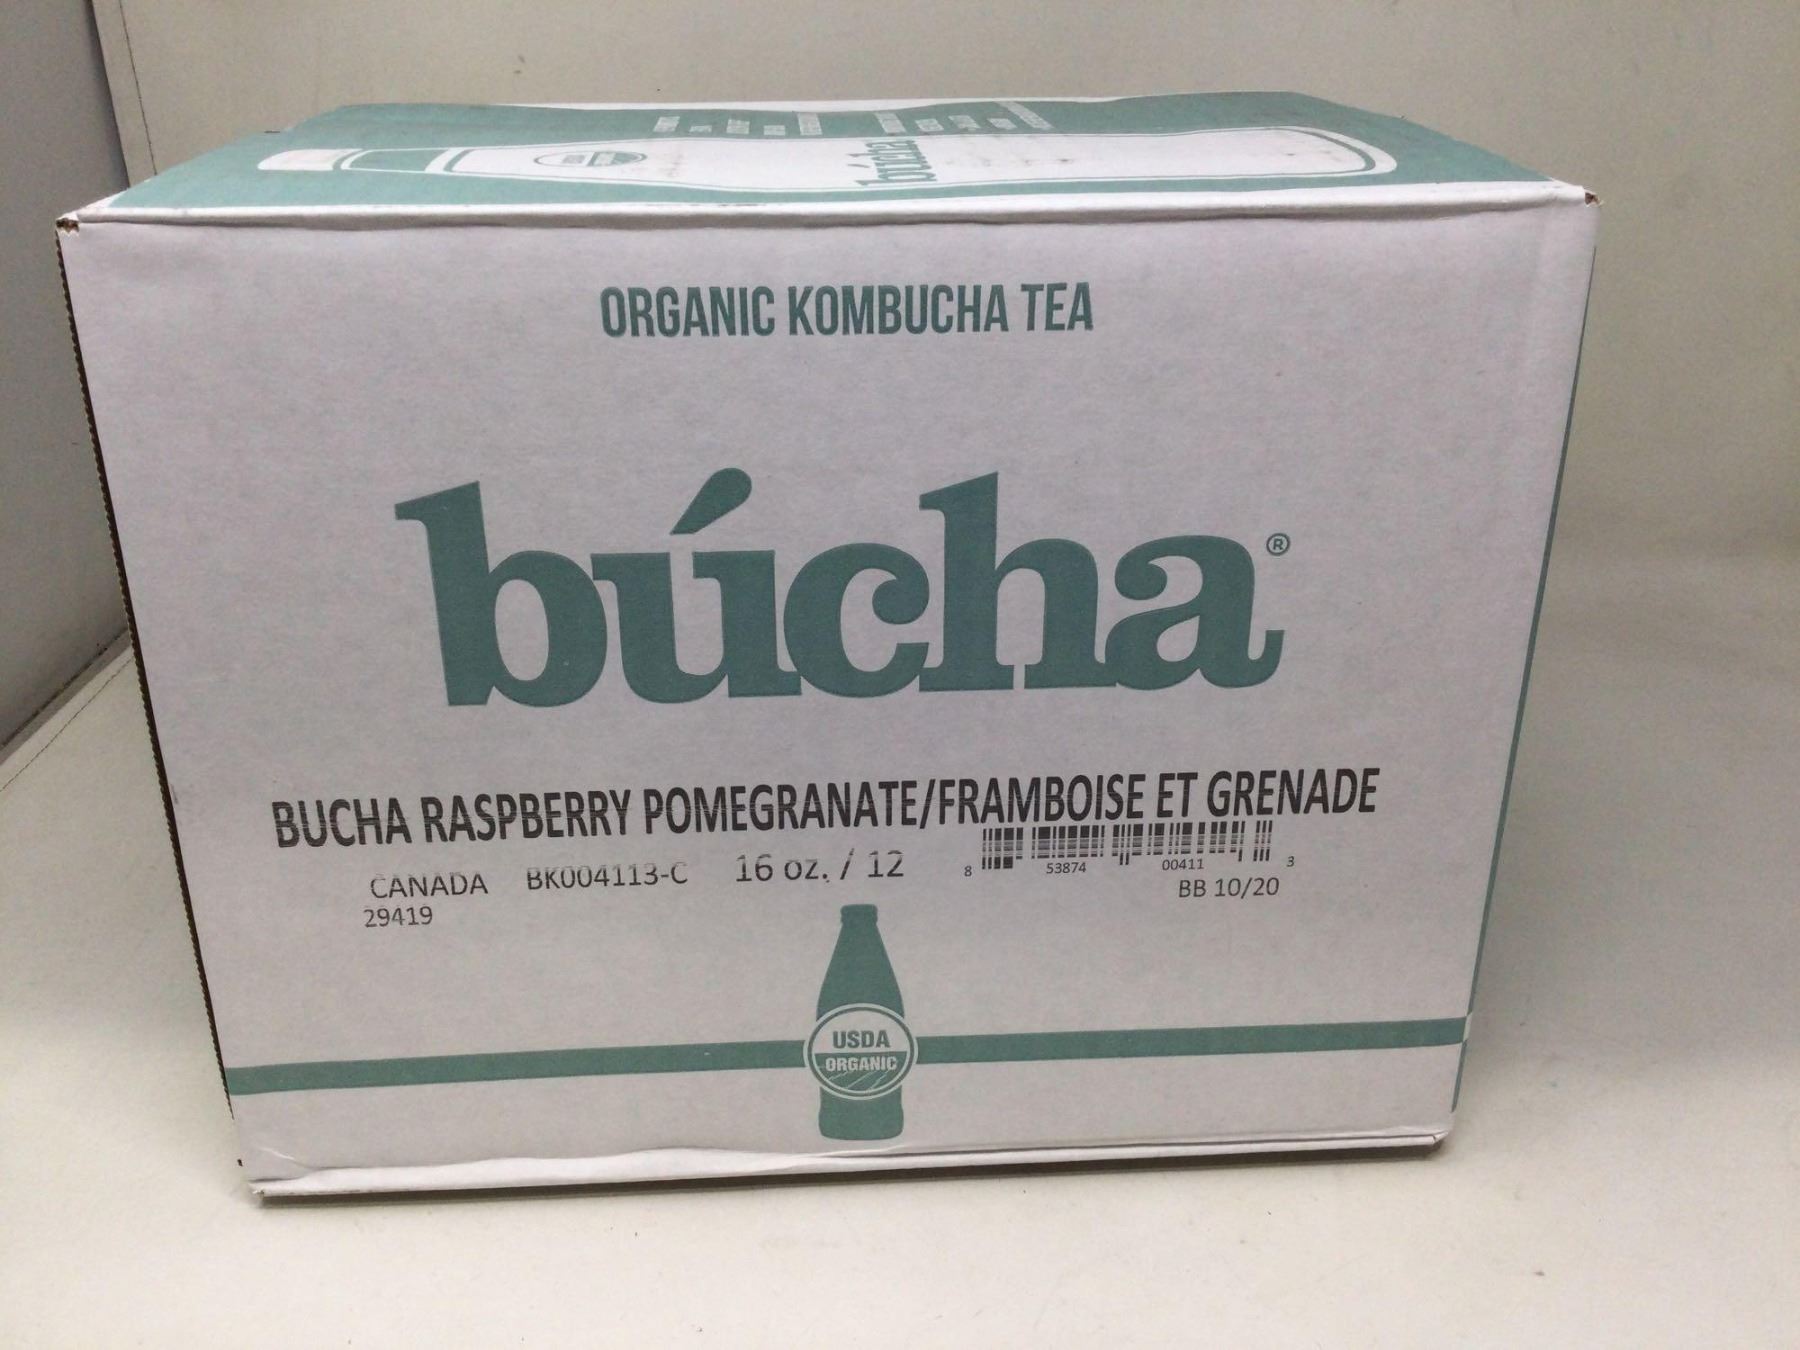 búcha
ORGANIC KOMBUCHA TEA
búcha®
BUCHA RASPBERRY POMEGRANATE/FRAMBOISE ET GRENADE
CANADA BK004113-C 16 oz. / 12
8 53874 00411 3
29419
BB 10/20
USDA
ORGANIC